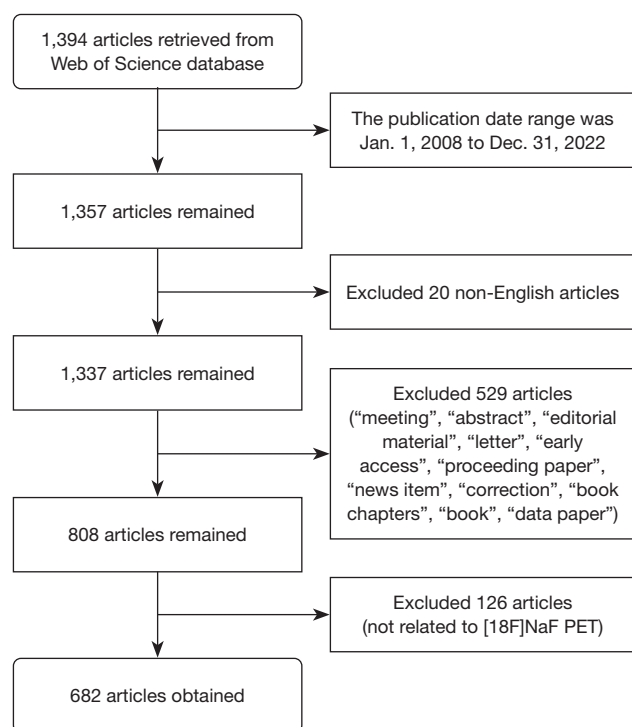 1,394 articles retrieved from
Web of Science database
The publication date range was
Jan. 1, 2008 to Dec. 31, 2022
1,357 articles remained
Excluded 20 non-English articles
1,337 articles remained
Excluded 529 articles
(“meeting”, “abstract”, “editorial
material”, “letter”, “early
access”, “proceeding paper”,
“news item”, “correction”, “book
chapters”, “book”, “data paper”)
808 articles remained
Excluded 126 articles
(not related to [18F]NaF PET)
682 articles obtained